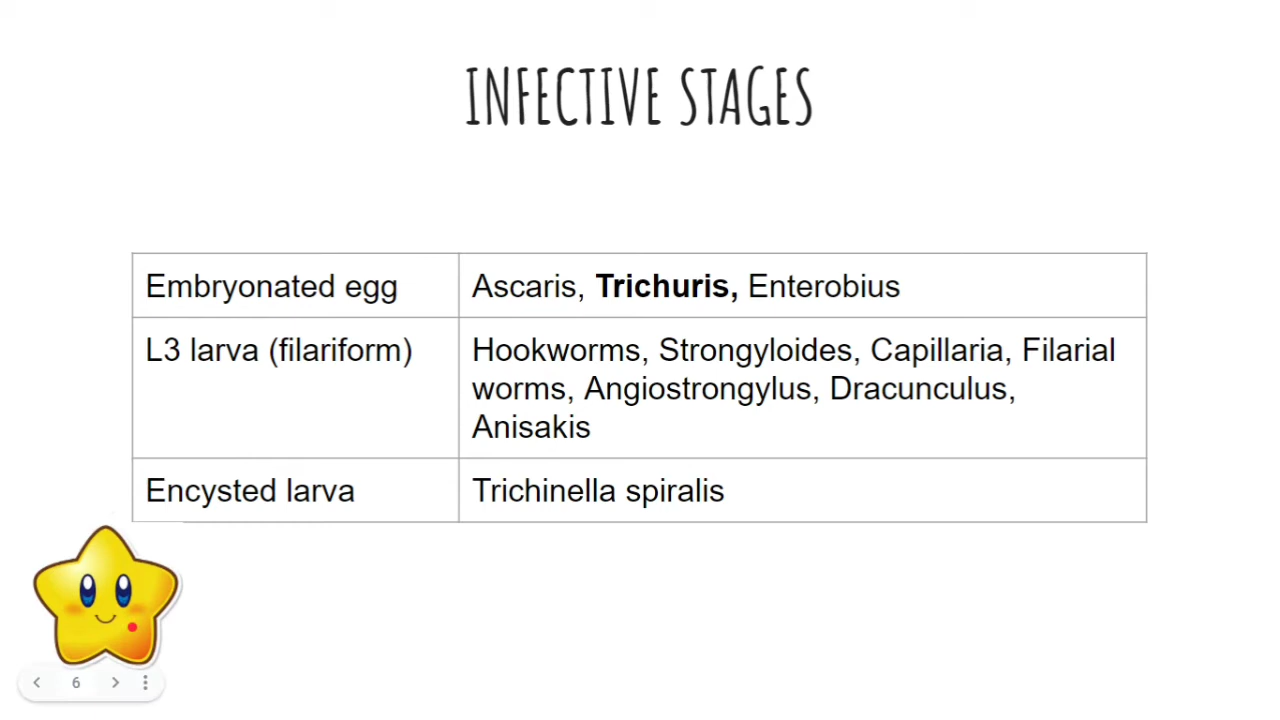 INFECTIVE STAGES
Embryonated egg
Ascaris, Trichuris, Enterobius
L3 larva (filariform)
Hookworms, Strongyloides, Capillaria, Filarial
worms, Angiostrongylus, Dracunculus,
Anisakis
Encysted larva
Trichinella spiralis
6